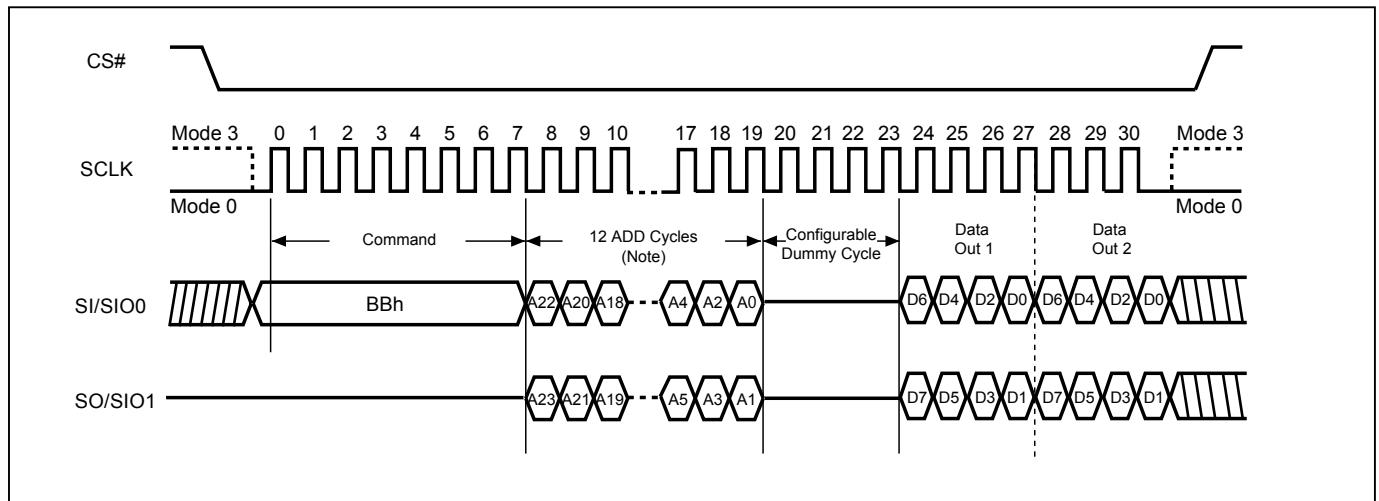 CS#
Mode 3 0 1 2 3 4 5 6 7 8 9 10 17 18 19 20 21 22 23 24 25 26 27 28 29 30 Mode 3
SCLK
Mode 0 Mode 0
Command 12 ADD Cycles (Note) Configurable Dummy Cycle Data Out 1 Data Out 2
SI/SIO0 BBh A22 A20 A18 A4 A2 A0 D6 D4 D2 D0 D6 D4 D2 D0
SO/SIO1 A23 A21 A19 A5 A3 A1 D7 D5 D3 D1 D7 D5 D3 D1